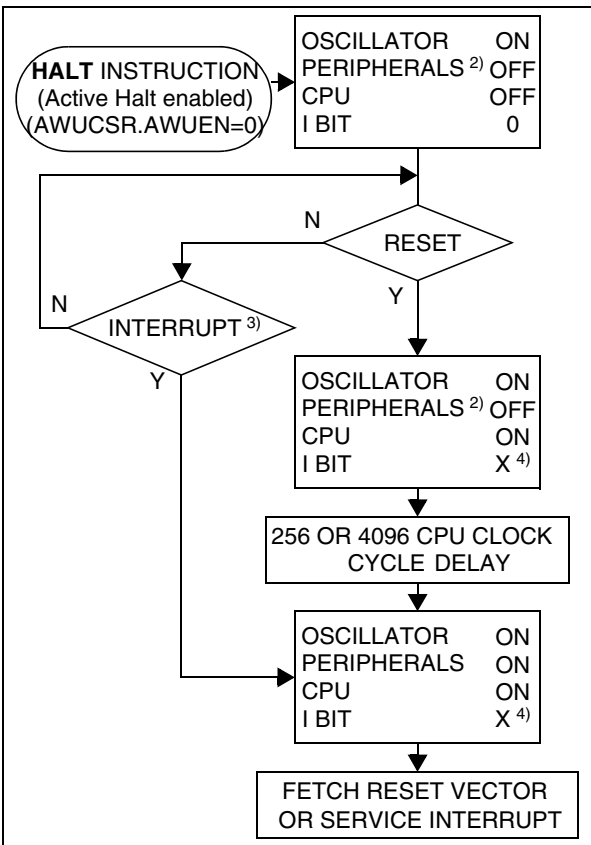 HALT INSTRUCTION
(Active Halt enabled)
(AWUCSR.AWUEN=0)
OSCILLATOR ON
PERIPHERALS 2) OFF
CPU OFF
I BIT 0
RESET
N
Y
INTERRUPT 3)
N
Y
OSCILLATOR ON
PERIPHERALS 2) OFF
CPU ON
I BIT X 4)
256 OR 4096 CPU CLOCK
CYCLE DELAY
OSCILLATOR ON
PERIPHERALS ON
CPU ON
I BIT X 4)
FETCH RESET VECTOR
OR SERVICE INTERRUPT